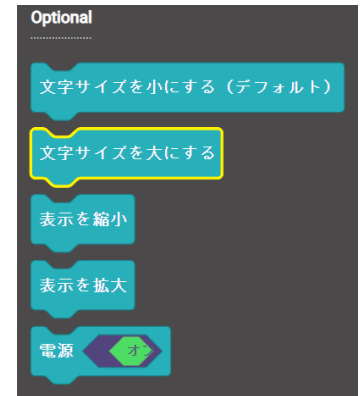 Optional
文字サイズを小にする（デフォルト）
文字サイズを大にする
表示を縮小
表示を拡大
電源 オン